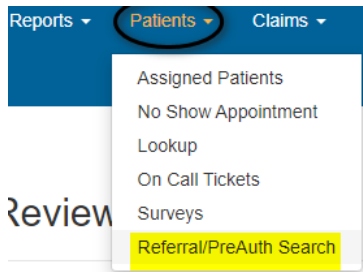 Reports Patients Claims
Assigned Patients
No Show Appointment
Lookup
On Call Tickets
Surveys
Review
Referral/PreAuth Search